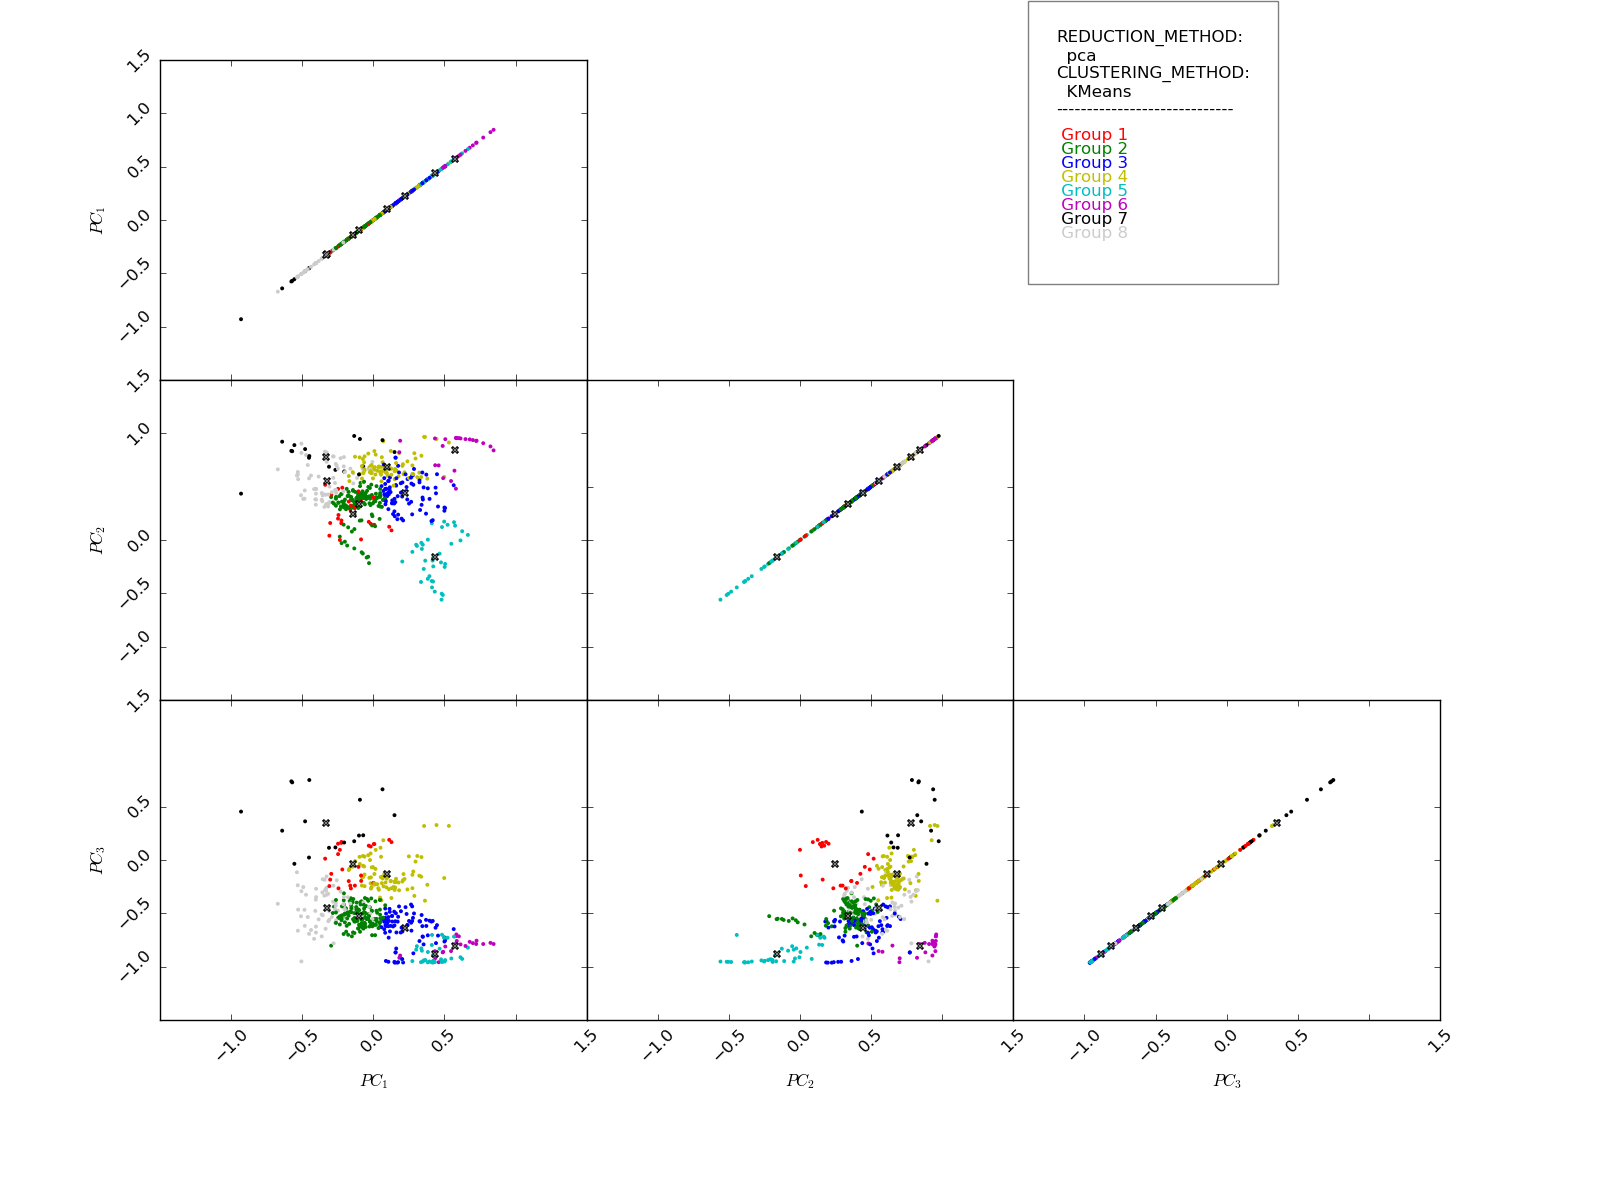 REDUCTION_METHOD:
pca
CLUSTERING_METHOD:
KMeans
------------------------------
Group 1
Group 2
Group 3
Group 4
Group 5
Group 6
Group 7
Group 8
1.5
1.0
0.5
0.0
−0.5
−1.0
PC₁
1.5
1.0
0.0
−0.5
−1.0
PC₂
1.5
0.5
0.0
−0.5
−1.0
PC₃
−1.0 −0.5 0.0 0.5 1.5 −1.0 −0.5 0.0 0.5 1.5 −1.0 −0.5 0.0 0.5 1.5
PC₁ PC₂ PC₃